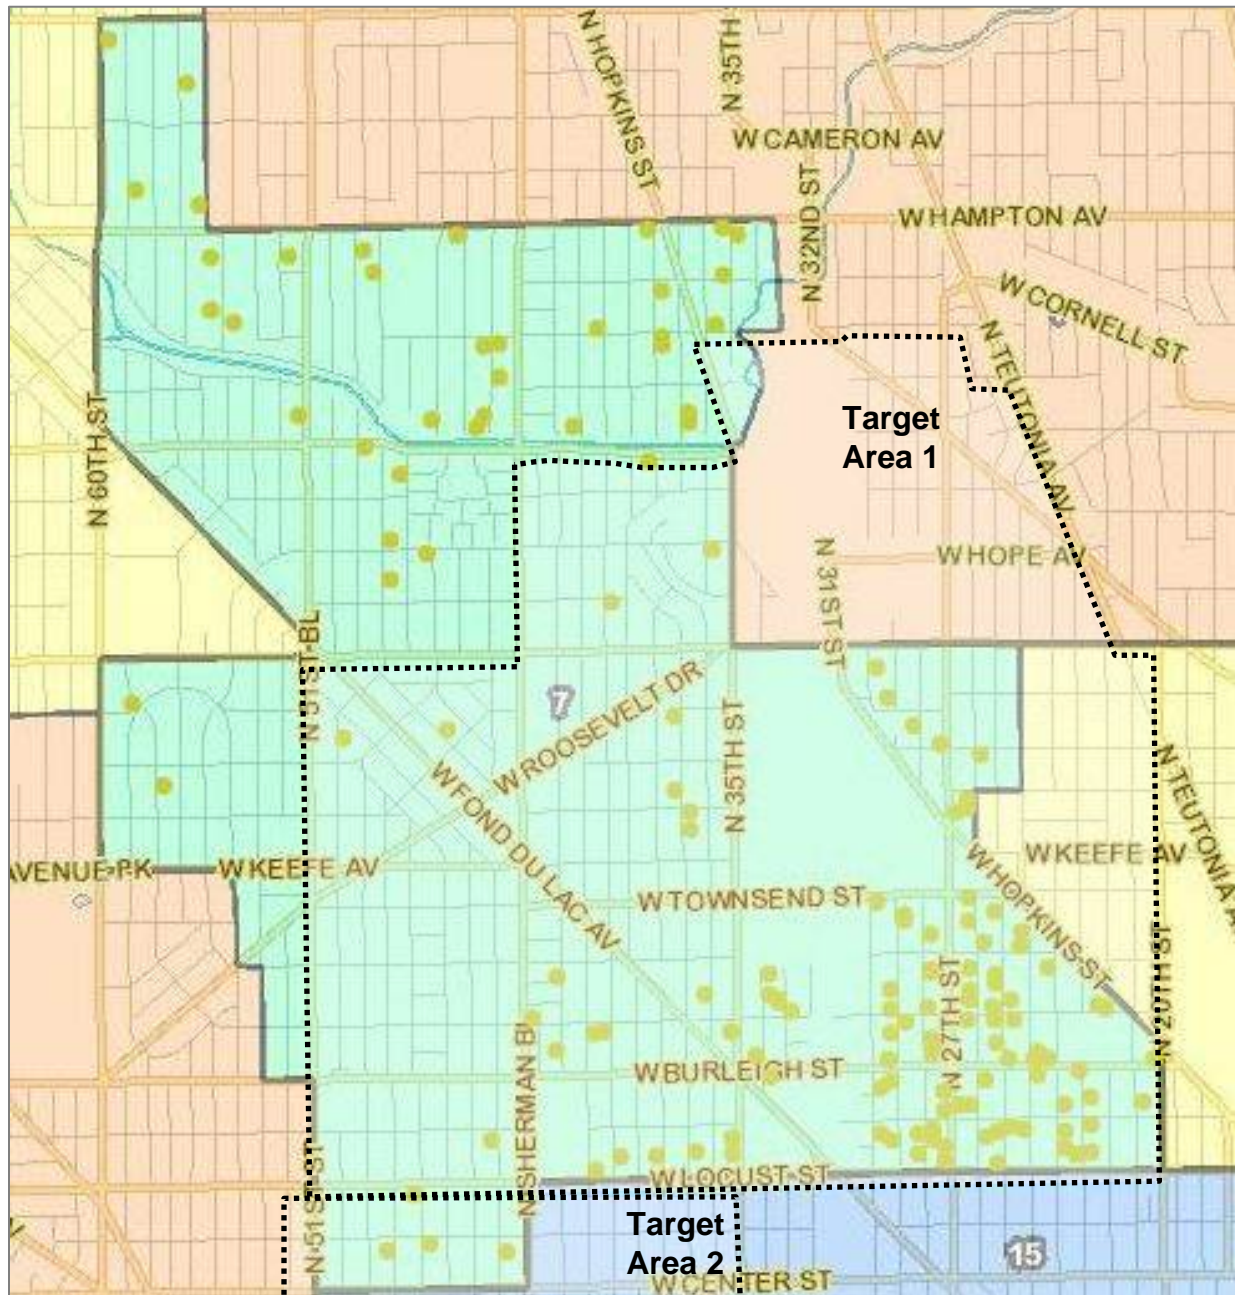 N HOPKINS ST
N 35TH
W CAMERON AV
N 32ND ST
W HAMPTON AV
W CORNELL ST
N TEUTONIA AV
Target
Area 1
N 60TH ST
W HOPE AV
N 31ST ST
N 51ST BL
7
W ROOSEVELT DR
N 35TH ST
W FOND DU LAC AV
N TEUTONIA A
AVENUE PK
W KEEFE AV
W KEEFE AV
W TOWNSEND ST
W HOPKINS ST
N 20TH ST
N 27TH ST
N SHERMAN B
W BURLEIGH ST
N 51ST ST
W LOCUST ST
Target
Area 2
15
W CENTER ST